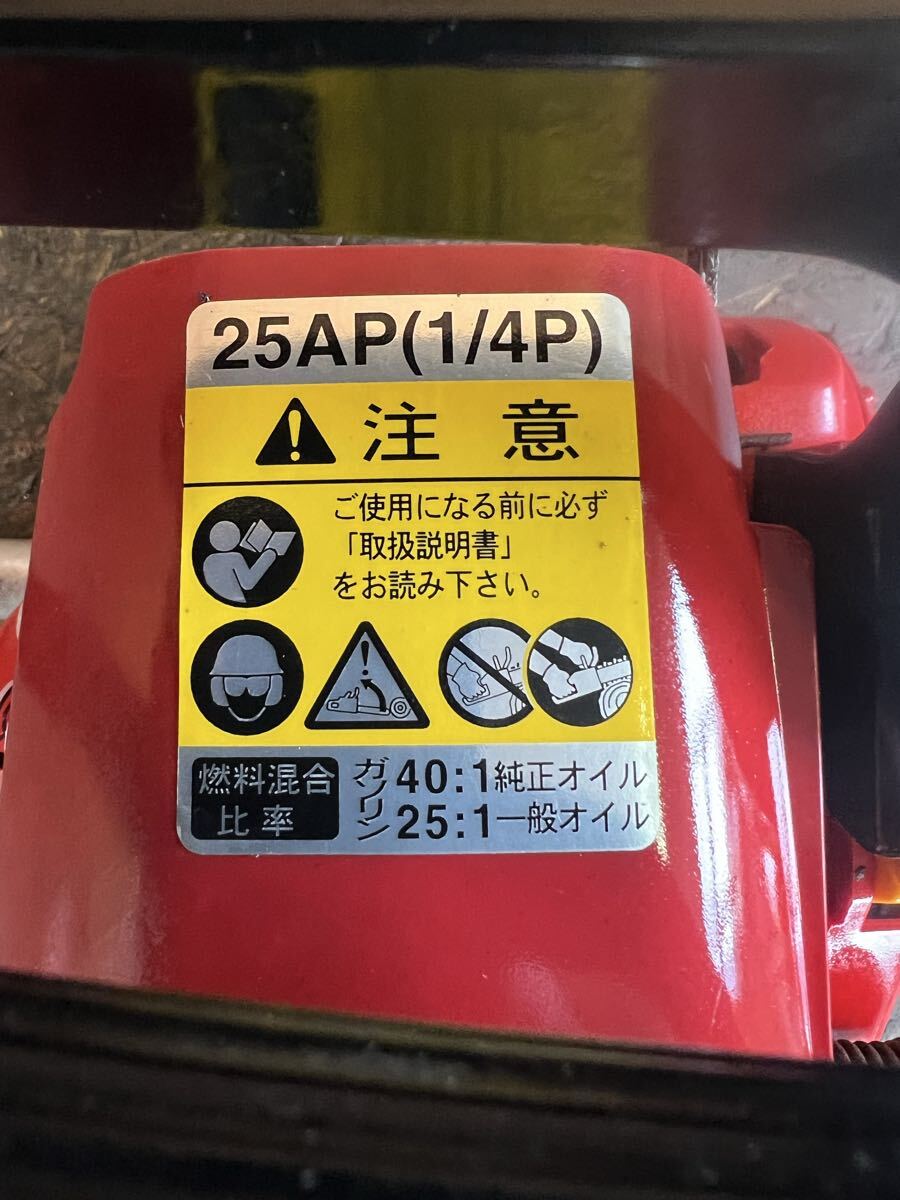 25AP(1/4P)
注意
ご使用になる前に必ず
「取扱説明書」
をお読み下さい。
燃料混合
比率
ガソリン
40:1純正オイル
25:1一般オイル